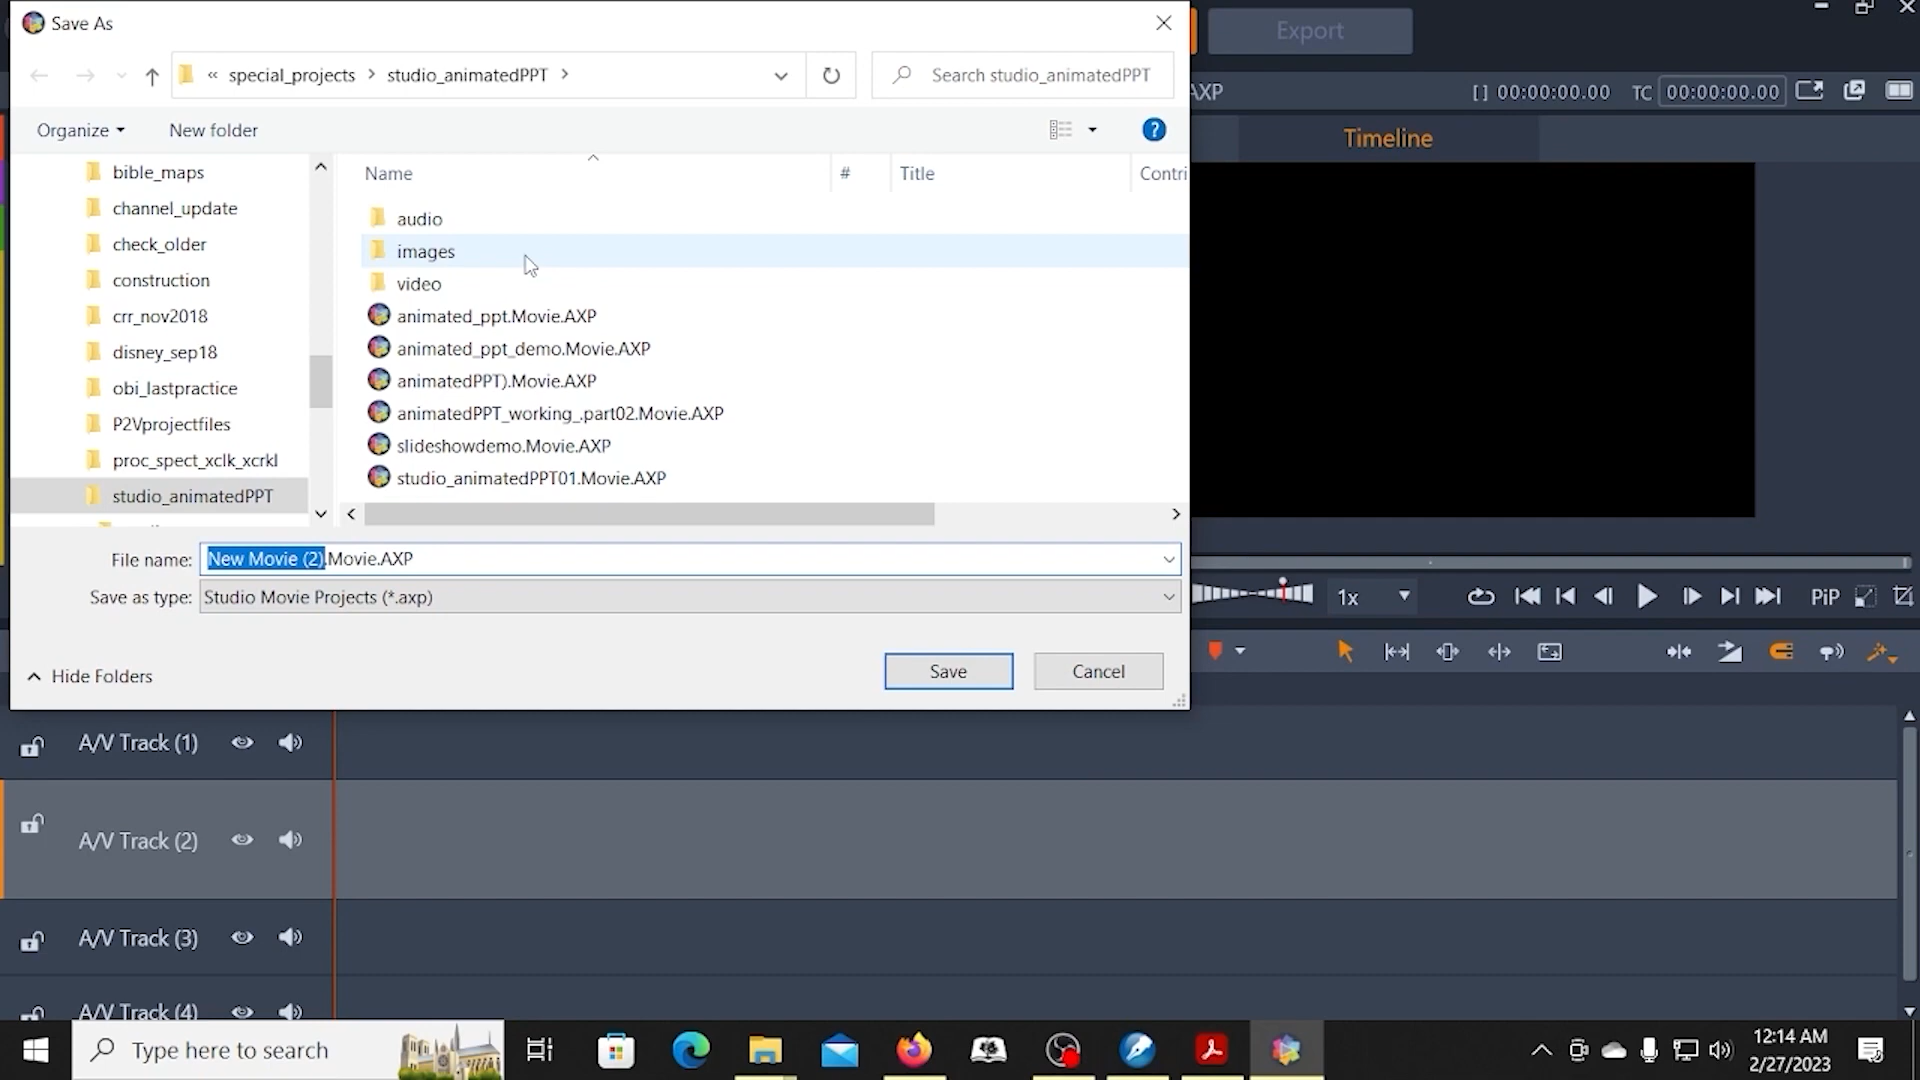 Save As
Export
« special_projects > studio_animatedPPT >
Search studio_animatedPPT
AXP
[] 00:00:00.00
TC 00:00:00.00
Organize
New folder
?
Timeline
bible_maps
channel_update
check_older
construction
crr_nov2018
disney_sep18
obi_lastpractice
P2Vprojectfiles
proc_spect_xclk_xcrkl
studio_animatedPPT
Name
#
Title
Contri
audio
images
video
animated_ppt.Movie.AXP
animated_ppt_demo.Movie.AXP
animatedPPT).Movie.AXP
animatedPPT_working_.part02.Movie.AXP
slideshowdemo.Movie.AXP
studio_animatedPPT01.Movie.AXP
File name: New Movie (2).Movie.AXP
Save as type: Studio Movie Projects (*.axp)
1x
PiP
Hide Folders
Save
Cancel
A/V Track (1)
A/V Track (2)
A/V Track (3)
A/V Track (4)
Type here to search
12:14 AM
2/27/2023